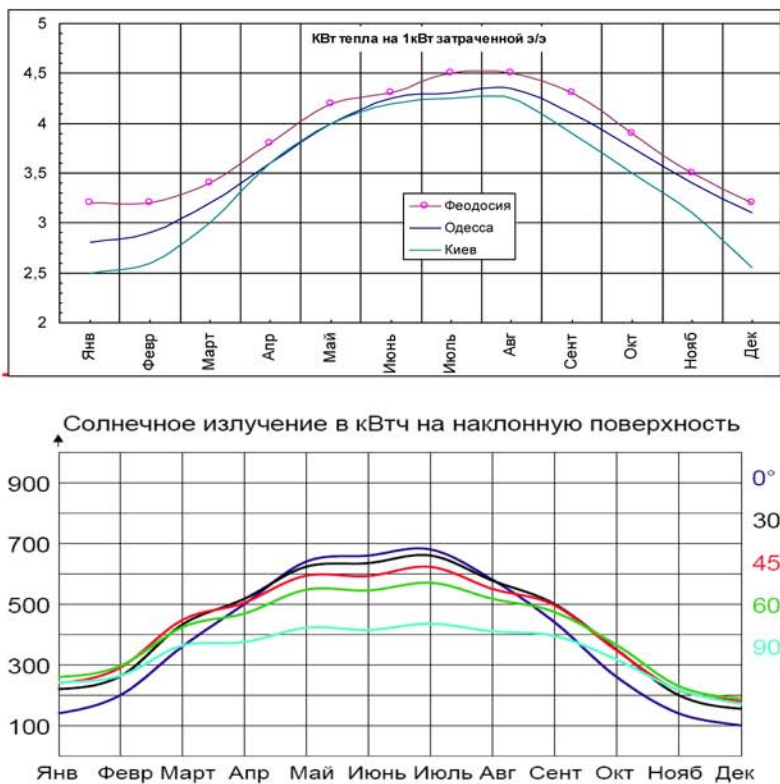 5
КВт тепла на 1кВт затраченной э/э
4,5
4
3,5
3
2,5
2
Феодосия
Одесса
Киев
Янв
Февр
Март
Апр
Май
Июнь
Июль
Авг
Сент
Окт
Нояб
Дек
Солнечное излучение в кВтч на наклонную поверхность
900
700
500
300
100
0°
30
45
60
90
Янв Февр Март Апр Май Июнь Июль Авг Сент Окт Нояб Дек